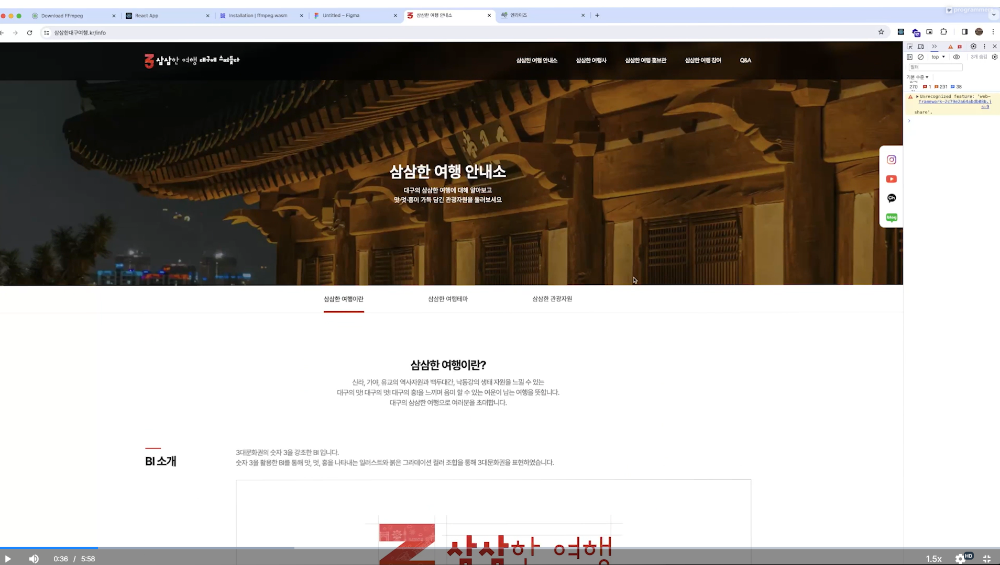 programmers
Download FFmpeg
React App
Installation | ffmpeg.wasm
Untitled – Figma
삼삼한 여행 안내소
엔라이즈
삼삼한대구여행.kr/info
17
삼삼한 여행 대구에 스며들다
삼삼한 여행 안내소
삼삼한 여행사
삼삼한 여행 홍보관
삼삼한 여행 참여
Q&A
top
3개 숨김
필터
기본 수준
270 1 231 38
Unrecognized feature: 'web-
framework-2c79e2a64abdb08b.j
s:9
share'.
삼삼한 여행 안내소
대구의 삼삼한 여행에 대해 알아보고
맛·멋·흥이 가득 담긴 관광자원을 둘러보세요
Ch
blog
삼삼한 여행이란
삼삼한 여행테마
삼삼한 관광자원
삼삼한 여행이란?
신라, 가야, 유교의 역사자원과 백두대간, 낙동강의 생태 자원을 느낄 수 있는
대구의 맛! 대구의 멋! 대구의 흥!을 느끼며 음미 할 수 있는 여운이 남는 여행을 뜻합니다.
대구의 삼삼한 여행으로 여러분을 초대합니다.
BI 소개
3대문화권의 숫자 3을 강조한 BI 입니다.
숫자 3을 활용한 BI를 통해 맛, 멋, 흥을 나타내는 일러스트와 붉은 그라데이션 컬러 조합을 통해 3대문화권을 표현하였습니다.
삼삼한 여행
0:36 / 5:58
1.5x
HD